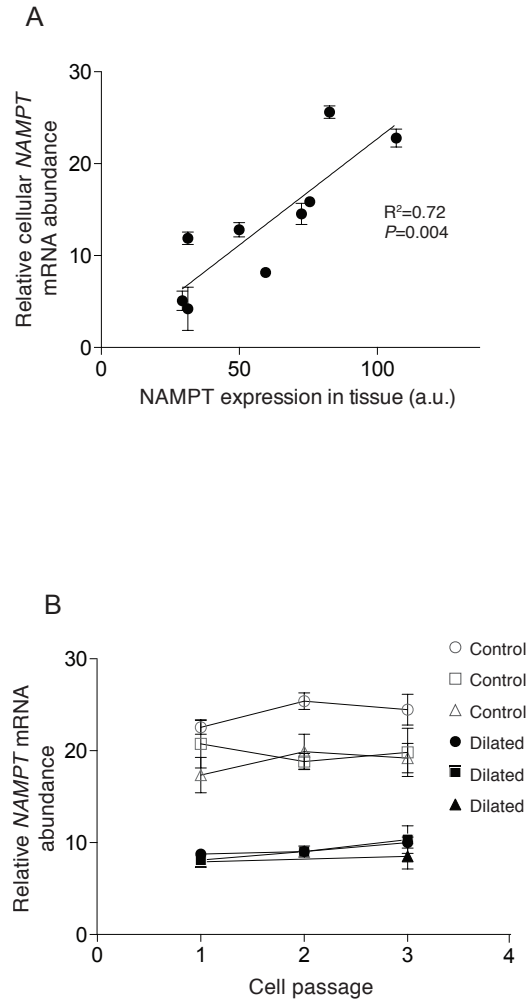 A
Relative cellular NAMPT
mRNA abundance
30
20
10
0
R²=0.72
P=0.004
0 50 100
NAMPT expression in tissue (a.u.)
B
Relative NAMPT mRNA
abundance
30
20
10
0
Control
Control
Control
Dilated
Dilated
Dilated
0 1 2 3 4
Cell passage